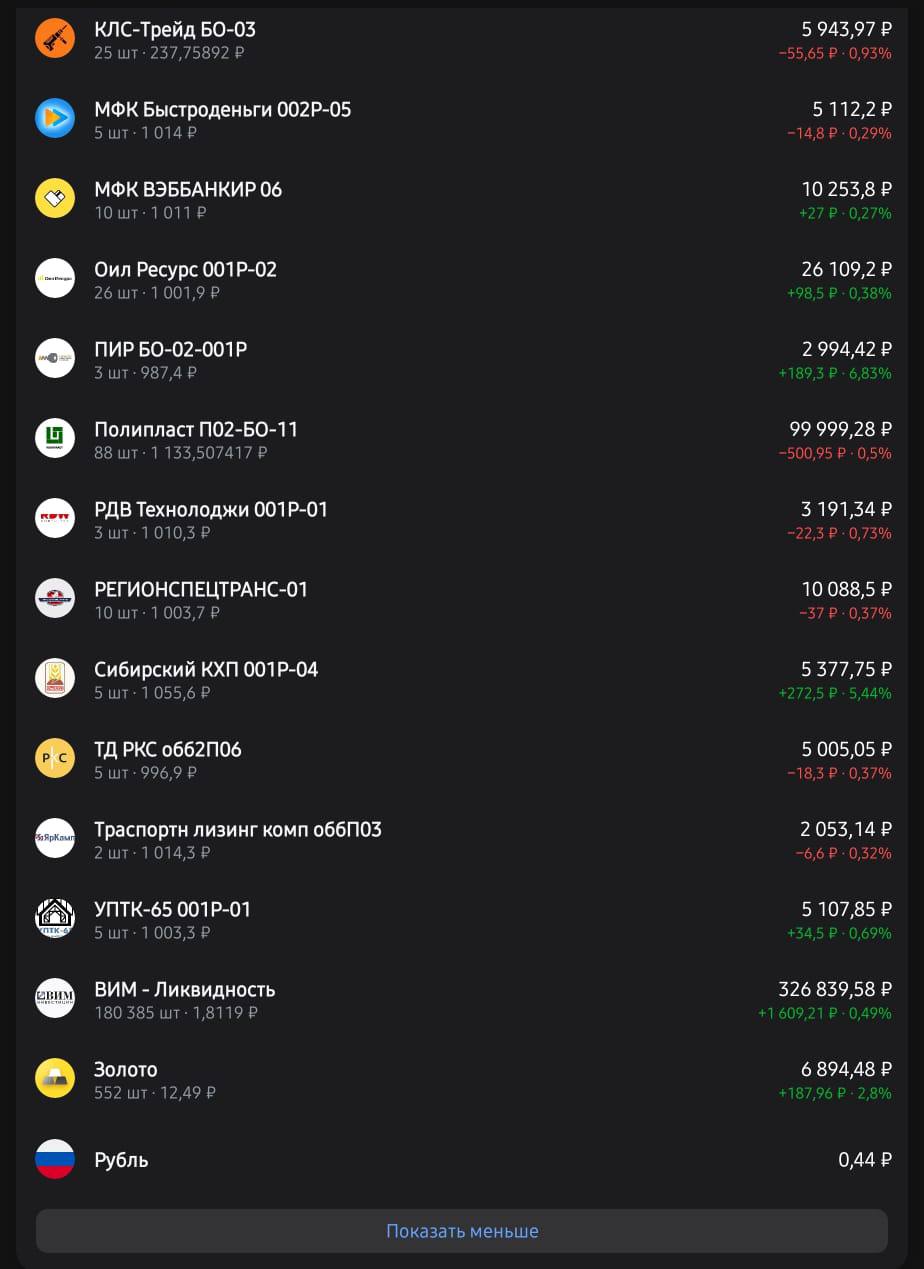 КЛС-Трейд БО-03
5 943,97 ₽
25 шт · 237,75892 ₽
−55,65 ₽ · 0,93%
МФК Быстроденьги 002Р-05
5 112,2 ₽
5 шт · 1 014 ₽
−14,8 ₽ · 0,29%
МФК ВЭББАНКИР 06
10 253,8 ₽
10 шт · 1 011 ₽
+27 ₽ · 0,27%
Оил Ресурс 001Р-02
26 109,2 ₽
26 шт · 1 001,9 ₽
+98,5 ₽ · 0,38%
ПИР БО-02-001Р
2 994,42 ₽
3 шт · 987,4 ₽
+189,3 ₽ · 6,83%
Полипласт П02-БО-11
99 999,28 ₽
88 шт · 1 133,507417 ₽
−500,95 ₽ · 0,5%
РДВ Технолоджи 001Р-01
3 191,34 ₽
3 шт · 1 010,3 ₽
−22,3 ₽ · 0,73%
РЕГИОНСПЕЦТРАНС-01
10 088,5 ₽
10 шт · 1 003,7 ₽
−37 ₽ · 0,37%
Сибирский КХП 001Р-04
5 377,75 ₽
5 шт · 1 055,6 ₽
+272,5 ₽ · 5,44%
РКС
ТД РКС обб2П06
5 005,05 ₽
5 шт · 996,9 ₽
−18,3 ₽ · 0,37%
Траспортн лизинг комп оббП03
2 053,14 ₽
2 шт · 1 014,3 ₽
−6,6 ₽ · 0,32%
УПТК-65 001Р-01
5 107,85 ₽
5 шт · 1 003,3 ₽
+34,5 ₽ · 0,69%
ВИМ
ИНВЕСТИЦИИ
ВИМ - Ликвидность
326 839,58 ₽
180 385 шт · 1,8119 ₽
+1 609,21 ₽ · 0,49%
Золото
6 894,48 ₽
552 шт · 12,49 ₽
+187,96 ₽ · 2,8%
Рубль
0,44 ₽
Показать меньше